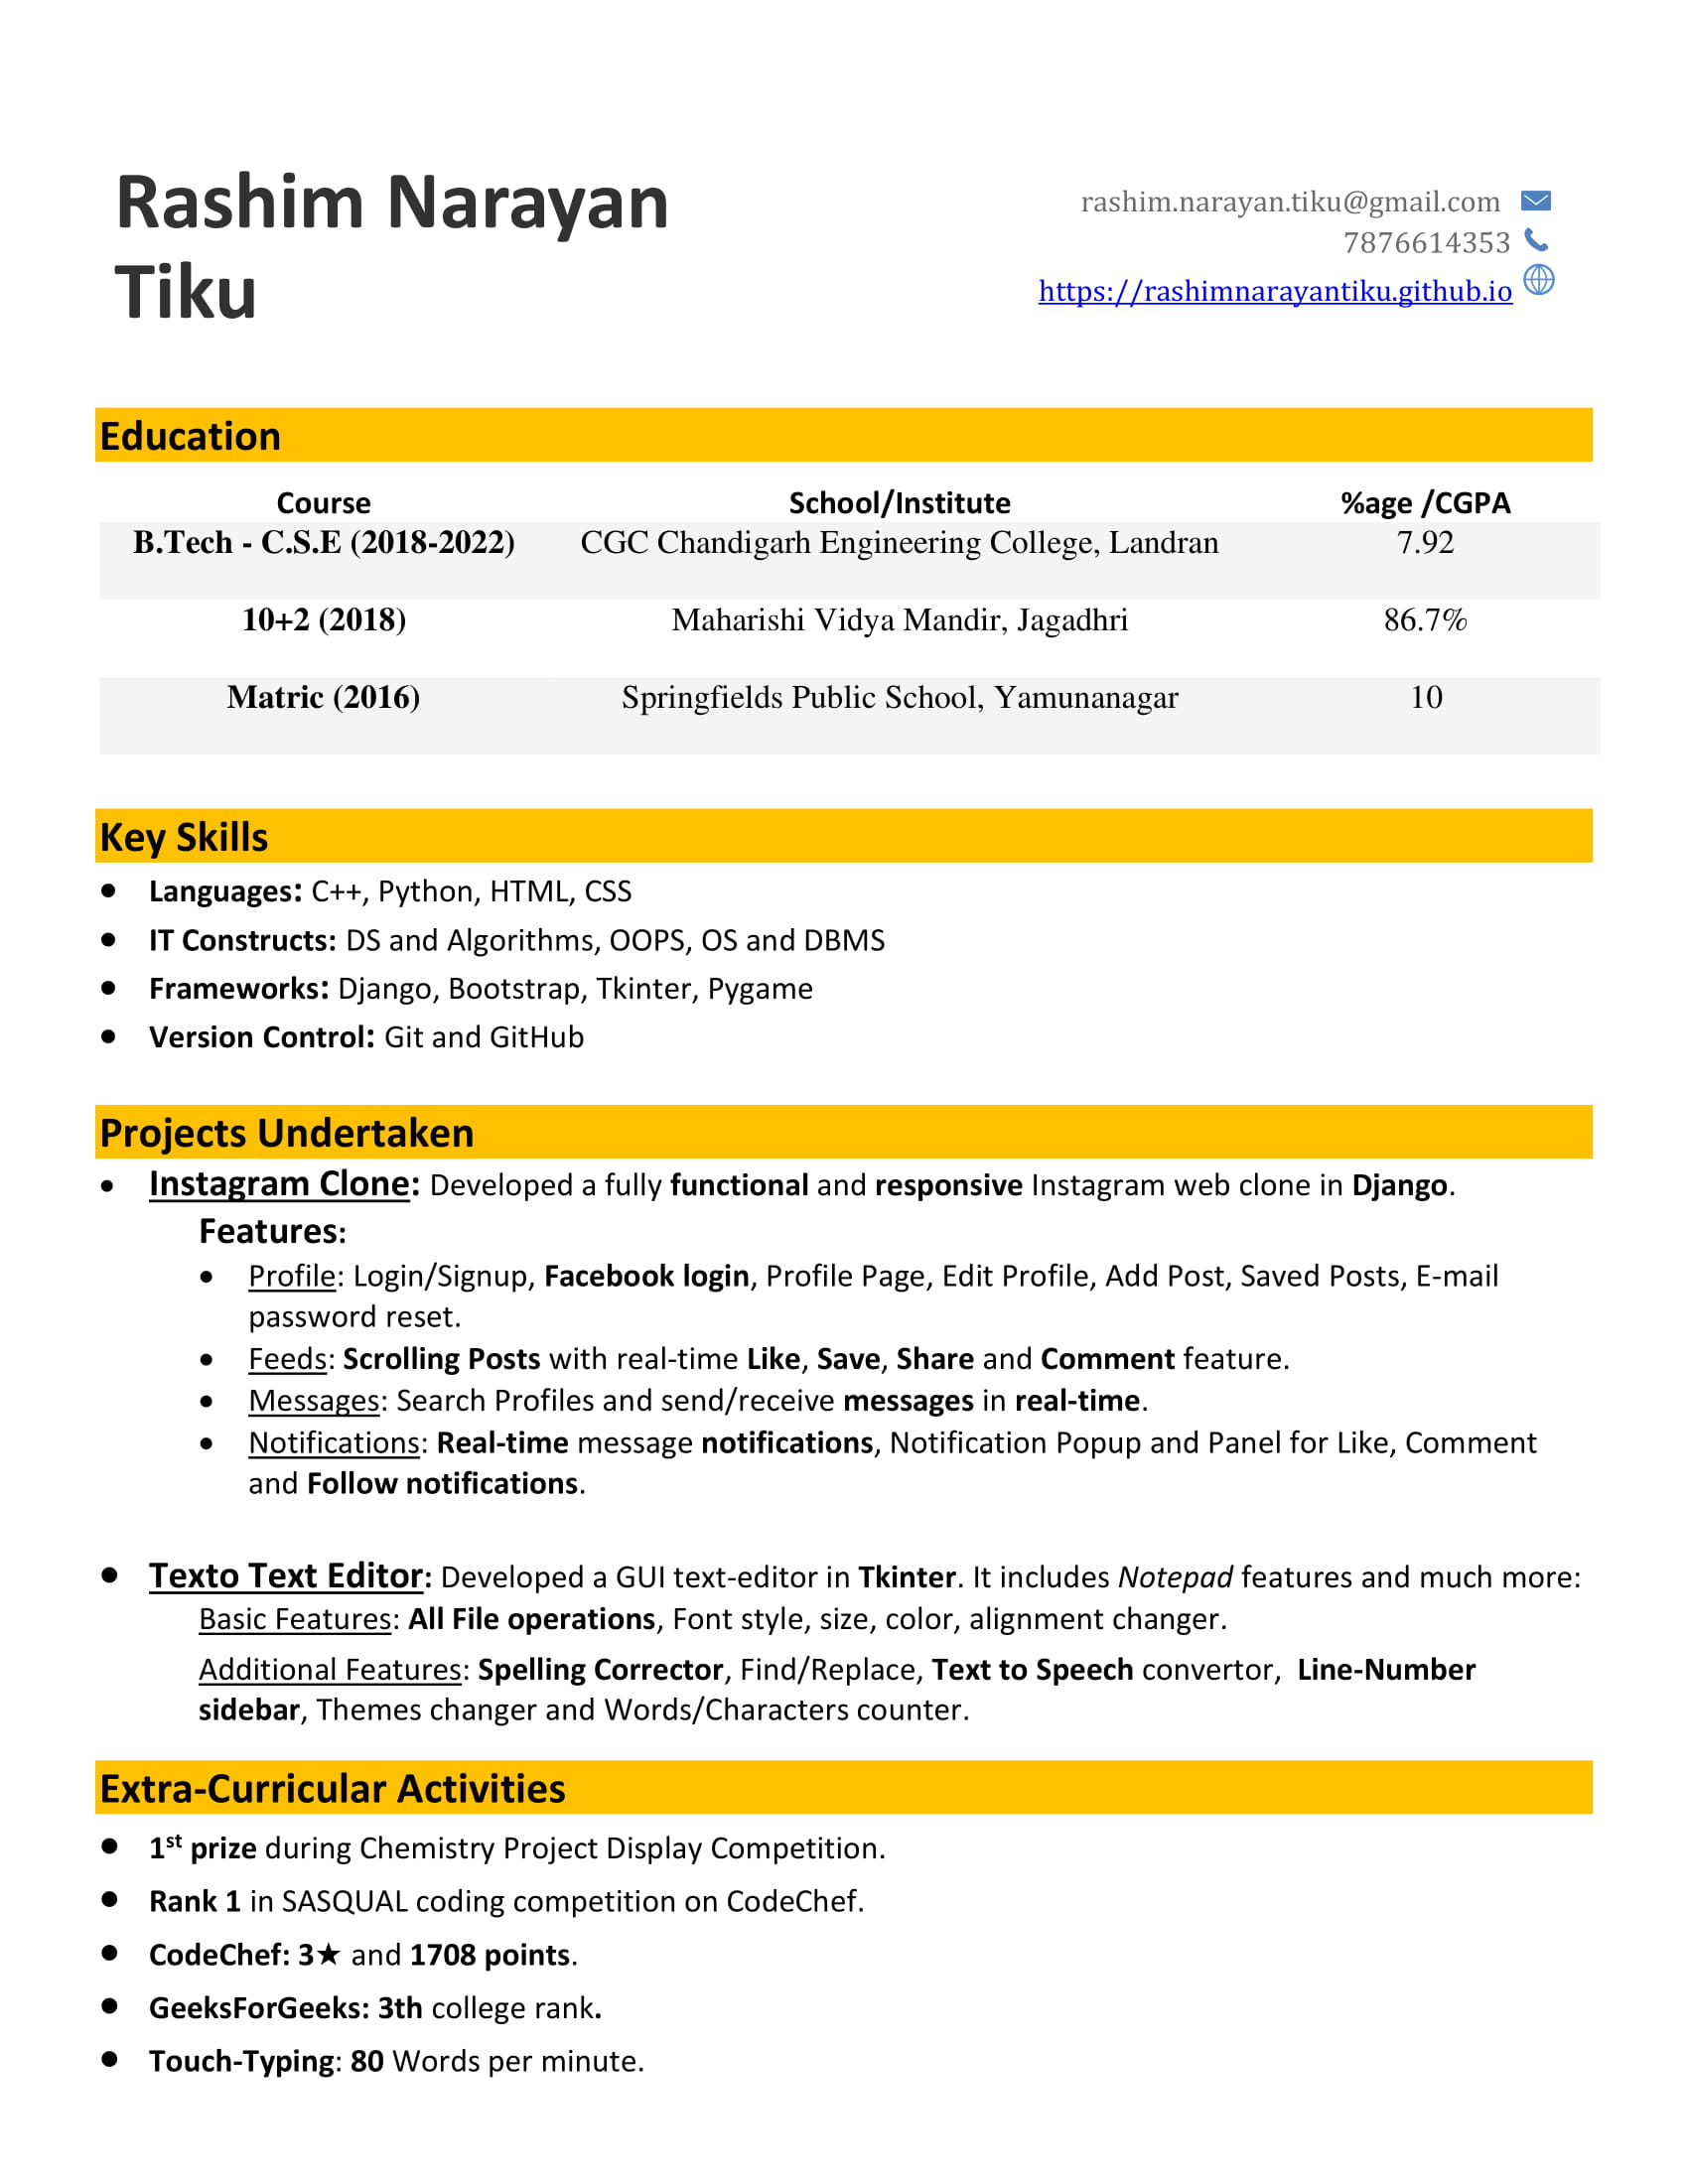 Rashim Narayan
Tiku
rashim.narayan.tiku@gmail.com
7876614353
https://rashimnarayantiku.github.io
Education
Course School/Institute %age /CGPA
B.Tech - C.S.E (2018-2022) CGC Chandigarh Engineering College, Landran 7.92
10+2 (2018) Maharishi Vidya Mandir, Jagadhri 86.7%
Matric (2016) Springfields Public School, Yamunanagar 10
Key Skills
• Languages: C++, Python, HTML, CSS
• IT Constructs: DS and Algorithms, OOPS, OS and DBMS
• Frameworks: Django, Bootstrap, Tkinter, Pygame
• Version Control: Git and GitHub
Projects Undertaken
• Instagram Clone: Developed a fully functional and responsive Instagram web clone in Django.
Features:
• Profile: Login/Signup, Facebook login, Profile Page, Edit Profile, Add Post, Saved Posts, E-mail
password reset.
• Feeds: Scrolling Posts with real-time Like, Save, Share and Comment feature.
• Messages: Search Profiles and send/receive messages in real-time.
• Notifications: Real-time message notifications, Notification Popup and Panel for Like, Comment
and Follow notifications.
• Texto Text Editor: Developed a GUI text-editor in Tkinter. It includes Notepad features and much more:
Basic Features: All File operations, Font style, size, color, alignment changer.
Additional Features: Spelling Corrector, Find/Replace, Text to Speech convertor, Line-Number
sidebar, Themes changer and Words/Characters counter.
Extra-Curricular Activities
• 1st prize during Chemistry Project Display Competition.
• Rank 1 in SASQUAL coding competition on CodeChef.
• CodeChef: 3★ and 1708 points.
• GeeksForGeeks: 3th college rank.
• Touch-Typing: 80 Words per minute.